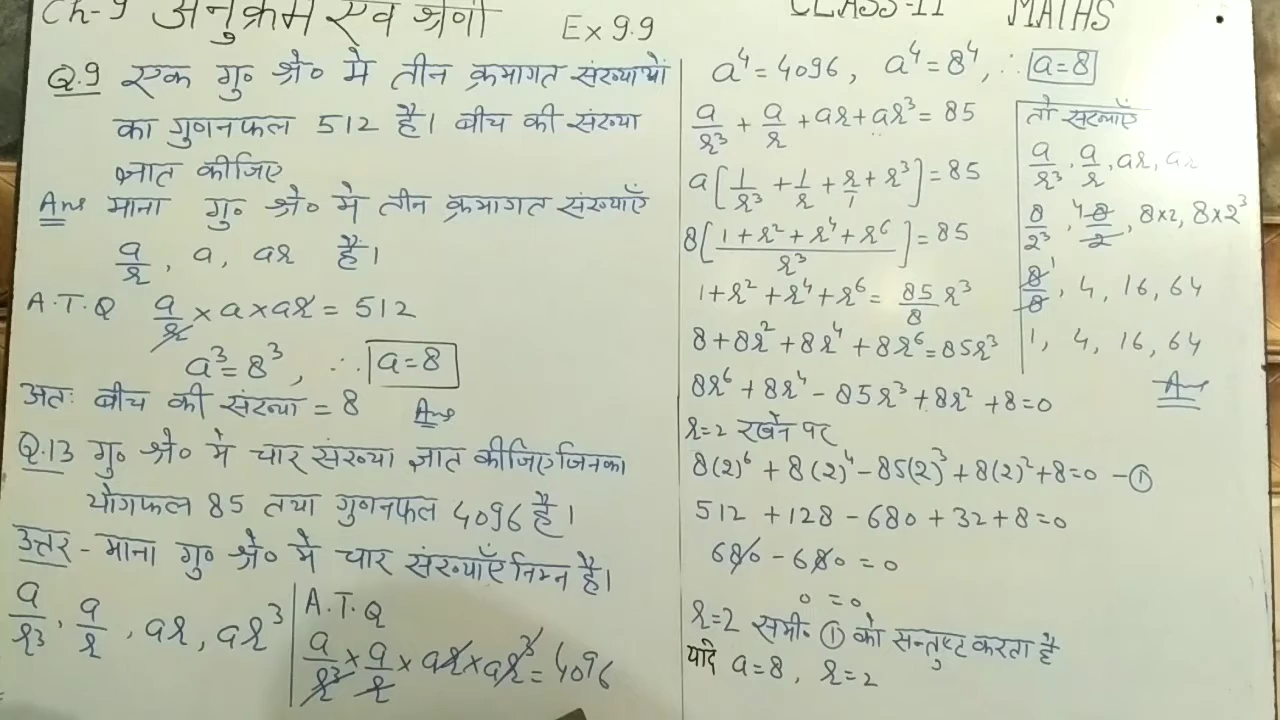 Ch-9 अनुक्रम एवं श्रेणी Ex 9.9 CLASS-11 MATHS
Q.9 एक गु० श्रे० मे तीन क्रमागत संख्यायों
का गुणनफल 512 है। बीच की संख्या
ज्ञात कीजिए
Ans माना गु० श्रे० मे तीन क्रमागत संख्याएँ
a/r, a, ar है।
A.T.Q a/r × a × ar = 512
a³ = 8³, ∴ a=8
अतः बीच की संख्या = 8 Ans
Q.13 गु० श्रे० मे चार संख्या ज्ञात कीजिए जिनका
योगफल 85 तथा गुणनफल 4096 है।
उत्तर - माना गु० श्रे० मे चार संख्याएँ निम्न है।
a/r³, a/r, ar, ar³
A.T.Q
a/r³ × a/r × ar × ar³ = 4096
a⁴ = 4096, a⁴ = 8⁴, ∴ a=8
a/r³ + a/r + ar + ar³ = 85
a[1/r³ + 1/r + r/1 + r³] = 85
8[(1 + r² + r⁴ + r⁶)/r³] = 85
1 + r² + r⁴ + r⁶ = 85/8 r³
8 + 8r² + 8r⁴ + 8r⁶ = 85r³
8r⁶ + 8r⁴ - 85r³ + 8r² + 8 = 0
r=2 रखने पर
8(2)⁶ + 8(2)⁴ - 85(2)³ + 8(2)² + 8 = 0 - ①
512 + 128 - 680 + 32 + 8 = 0
680 - 680 = 0
0 = 0
r=2 समी. ① को सन्तुष्ट करता है
यदि a=8, r=2
तो
a/r³, a/r, ar, ar
8/2³, 4 8/2, 8×2, 8×2³
8/8 1, 4, 16, 64
1, 4, 16, 64
Ans